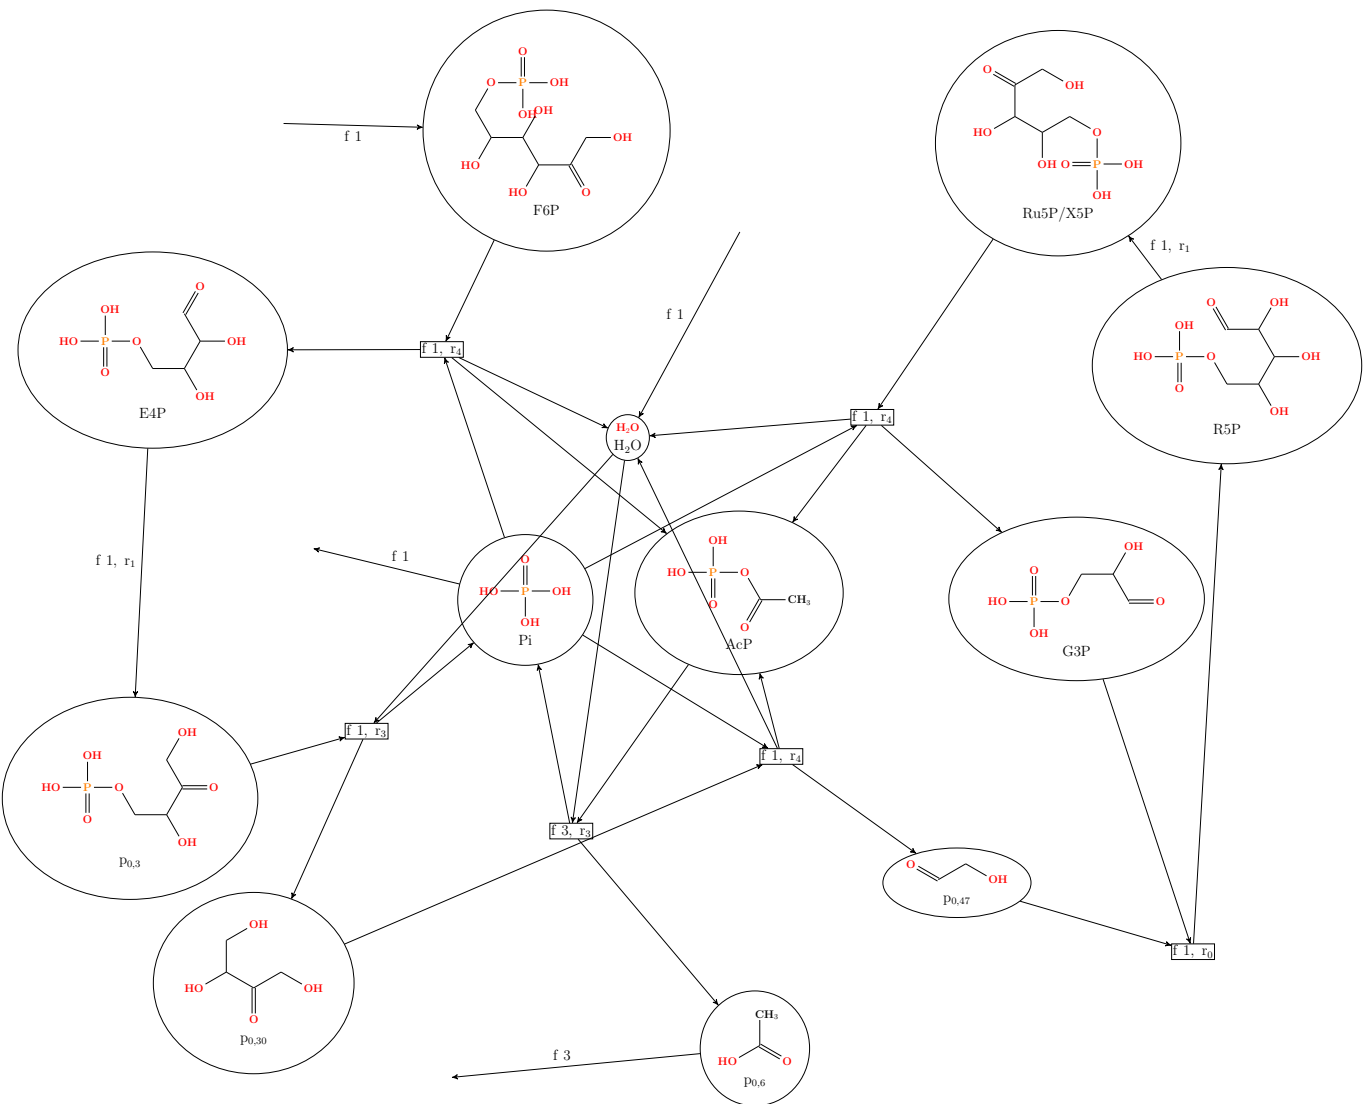 O
O P OH
OH
OH
OH
HO
HO
O
F6P
f 1
O
OH
HO
O
OH
O P OH
OH
Ru5P/X5P
f 1, r₁
f 1
O
OH
HO P O
OH
O
OH
E4P
f 1, r₄
O
OH
OH
HO P O
OH
O
OH
R5P
f 1, r₄
H₂O
H₂O
f 1, r₁
f 1
O
HO P OH
OH
Pi
OH
HO P O
O
CH₃
O
AcP
OH
O
HO P O
O
OH
G3P
OH
OH
HO P O
O
O
OH
p₀,₃
f 1, r₃
f 1, r₄
f 3, r₃
O
OH
p₀,₄₇
OH
HO
OH
O
p₀,₃₀
f 1, r₀
CH₃
HO
O
p₀,₆
f 3